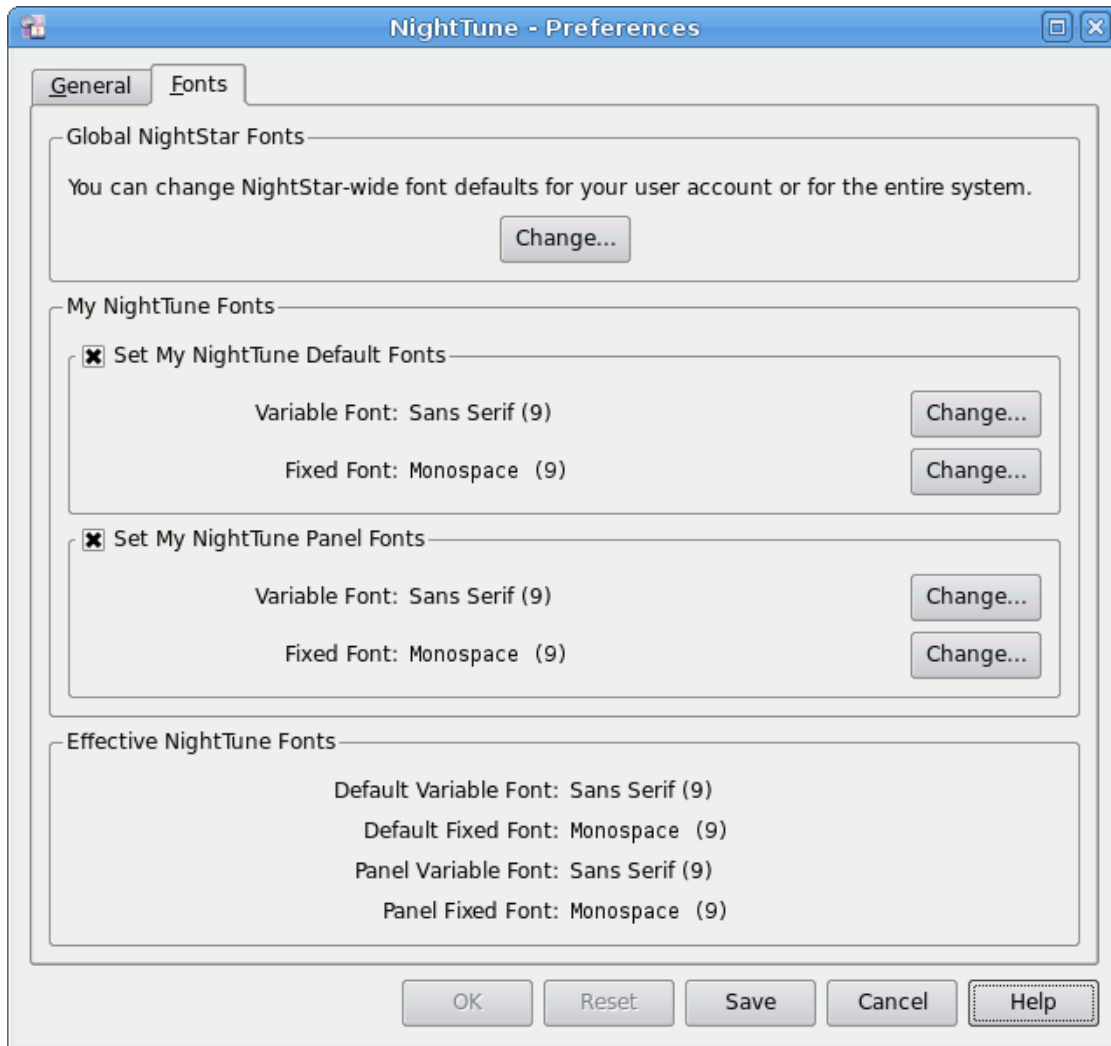 NightTune - Preferences
General Fonts
Global NightStar Fonts
You can change NightStar-wide font defaults for your user account or for the entire system.
Change...
My NightTune Fonts
Set My NightTune Default Fonts
Variable Font: Sans Serif (9) Change...
Fixed Font: Monospace (9) Change...
Set My NightTune Panel Fonts
Variable Font: Sans Serif (9) Change...
Fixed Font: Monospace (9) Change...
Effective NightTune Fonts
Default Variable Font: Sans Serif (9)
Default Fixed Font: Monospace (9)
Panel Variable Font: Sans Serif (9)
Panel Fixed Font: Monospace (9)
OK Reset Save Cancel Help